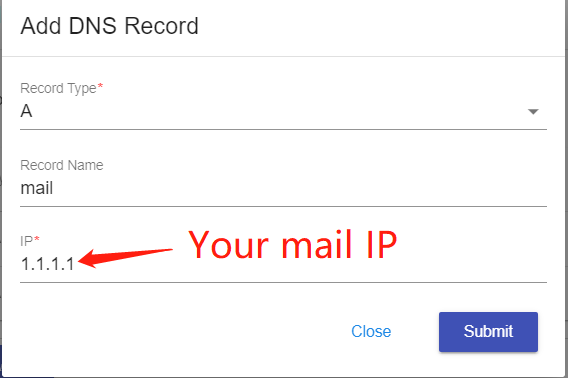 Add DNS Record
Record Type*
A
Record Name
mail
IP*
1.1.1.1
Your mail IP
Close Submit